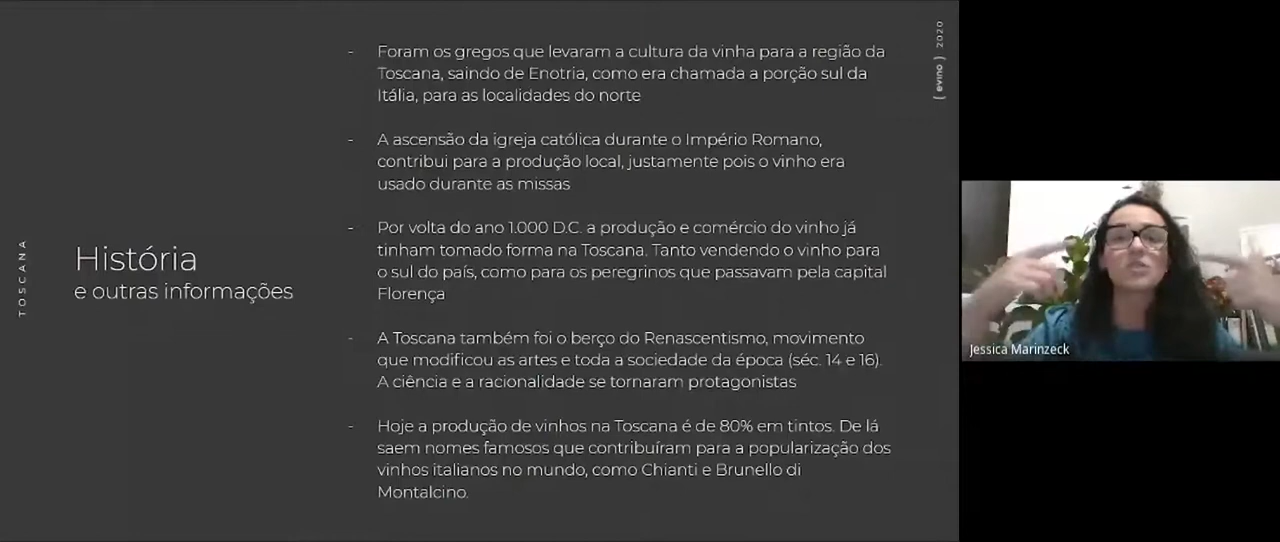 TOSCANA
História
e outras informações
- Foram os gregos que levaram a cultura da vinha para a região da
Toscana, saindo de Enotria, como era chamada a porção sul da
Itália, para as localidades do norte
- A ascensão da igreja católica durante o Império Romano,
contribui para a produção local, justamente pois o vinho era
usado durante as missas
- Por volta do ano 1.000 D.C. a produção e comércio do vinho já
tinham tomado forma na Toscana. Tanto vendendo o vinho para
o sul do país, como para os peregrinos que passavam pela capital
Florença
- A Toscana também foi o berço do Renascentismo, movimento
que modificou as artes e toda a sociedade da época (séc. 14 e 16).
A ciência e a racionalidade se tornaram protagonistas
- Hoje a produção de vinhos na Toscana é de 80% em tintos. De lá
saem nomes famosos que contribuíram para a popularização dos
vinhos italianos no mundo, como Chianti e Brunello di
Montalcino.
( evino ) 2020
Jessica Marinzeck